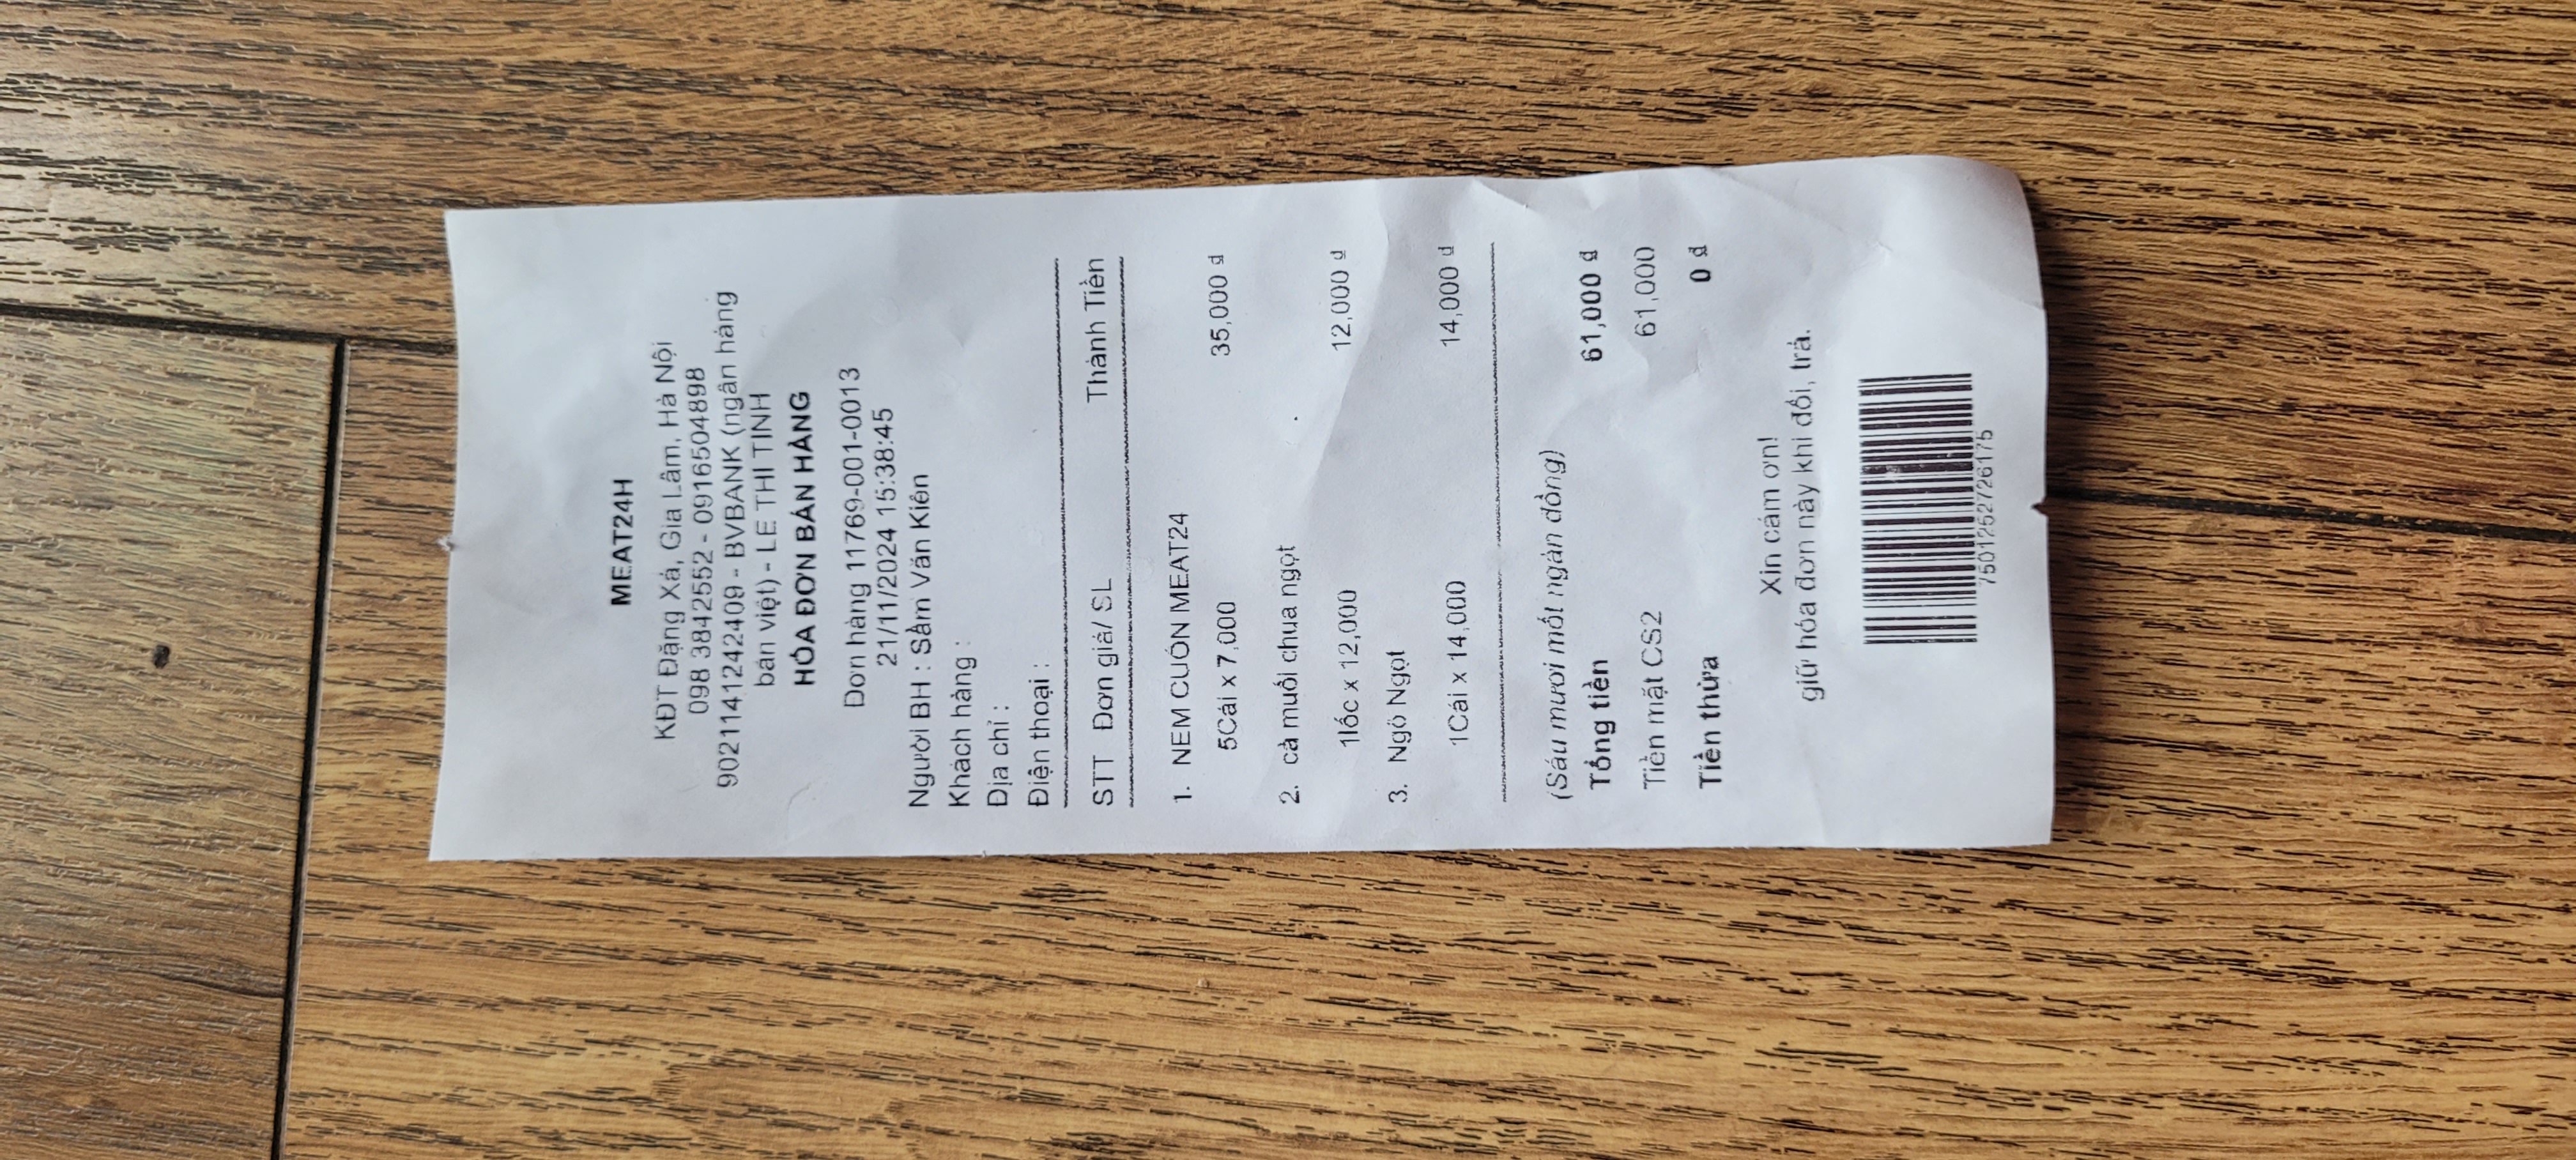 MEAT24H
KĐT Đặng Xá, Gia Lâm, Hà Nội
098 3842552 - 0916504898
9021141242409 - BVBANK (ngân hàng
bản việt) - LE THI TINH
HÓA ĐƠN BÁN HÀNG
Đơn hàng 11769-001-0013
21/11/2024 15:38:45
Người BH : Sầm Văn Kiên
Khách hàng :
Địa chỉ :
Điện thoại :
STT Đơn giá/ SL Thành Tiền
1. NEM CUỐN MEAT24
5Cái x 7,000 35,000 đ
2. cà muối chua ngọt
1lốc x 12,000 12,000 đ
3. Ngô Ngọt
1Cái x 14,000 14,000 đ
(Sáu mươi mốt ngàn đồng)
Tổng tiền 61,000 đ
Tiền mặt CS2 61,000
Tiền thừa 0 đ
Xin cám ơn!
giữ hóa đơn này khi đổi, trả.
7501252726175